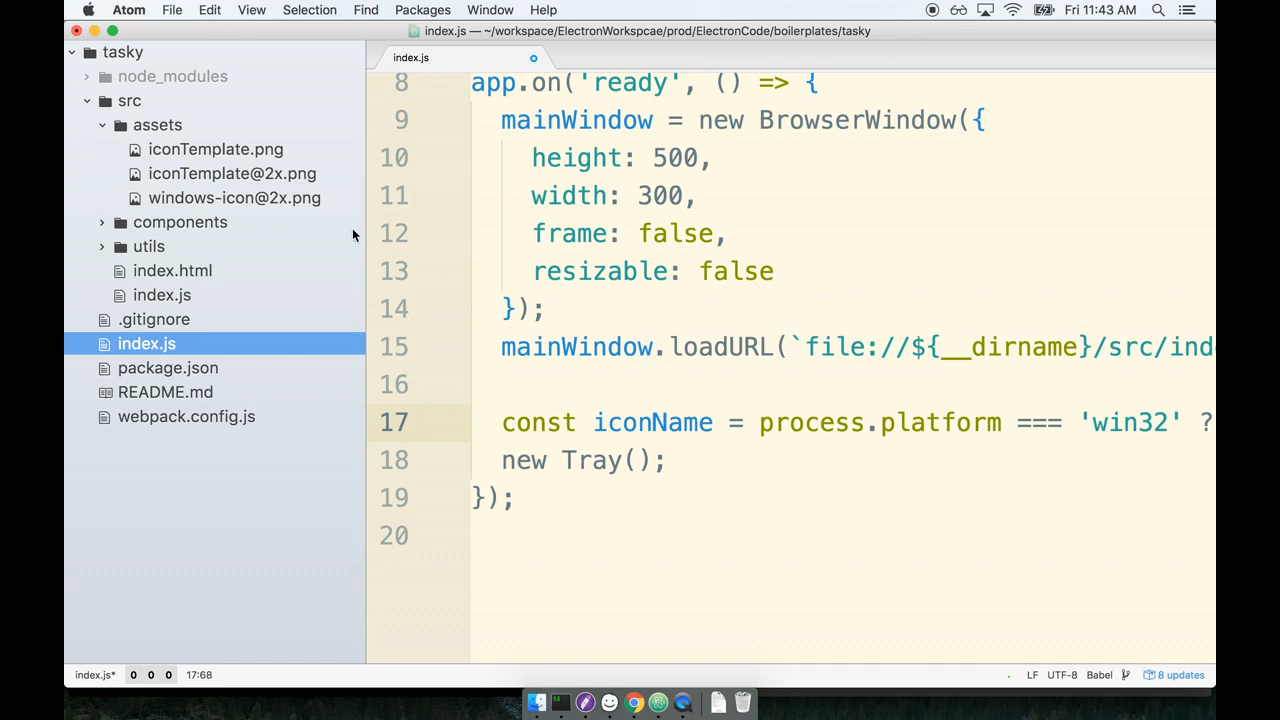 Atom File Edit View Selection Find Packages Window Help Fri 11:43 AM
index.js — ~/workspace/ElectronWorkspcae/prod/ElectronCode/boilerplates/tasky
tasky
node_modules
src
assets
iconTemplate.png
iconTemplate@2x.png
windows-icon@2x.png
components
utils
index.html
index.js
.gitignore
index.js
package.json
README.md
webpack.config.js
index.js
8 app.on('ready', () => {
9 mainWindow = new BrowserWindow({
10 height: 500,
11 width: 300,
12 frame: false,
13 resizable: false
14 });
15 mainWindow.loadURL(`file://${__dirname}/src/ind
16
17 const iconName = process.platform === 'win32' ?
18 new Tray();
19 });
20
index.js* 0 0 0 17:68 LF UTF-8 Babel 8 updates